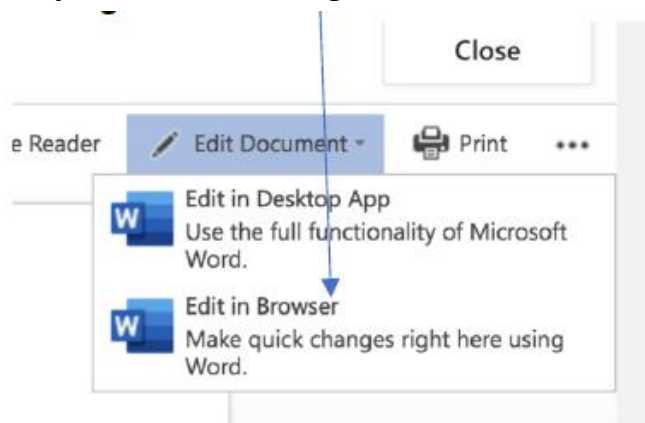 Close
e Reader Edit Document Print
Edit in Desktop App
Use the full functionality of Microsoft
Word.
Edit in Browser
Make quick changes right here using
Word.